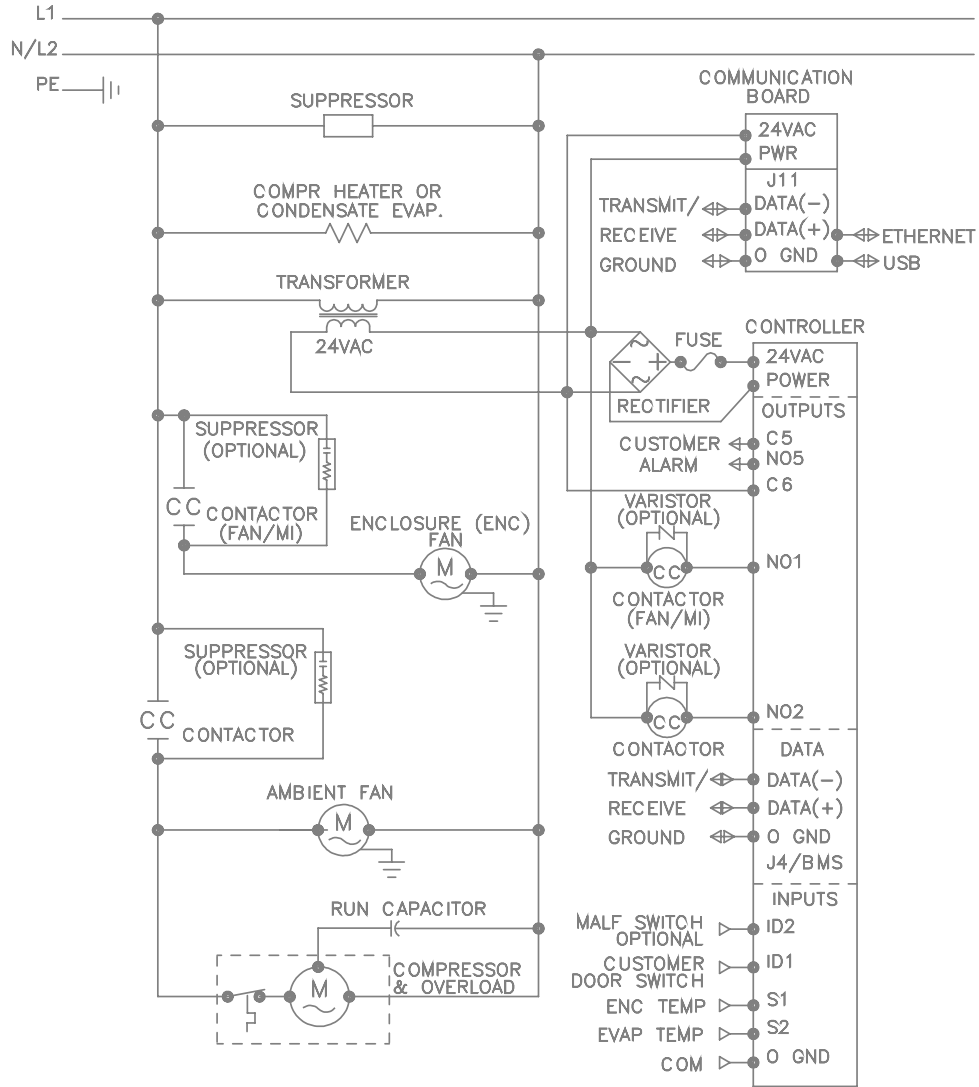 L1
N/L2
PE
SUPPRESSOR
COMPR HEATER OR
CONDENSATE EVAP.
TRANSFORMER
24VAC
SUPPRESSOR
(OPTIONAL)
CC
CONTACTOR
(FAN/MI)
ENCLOSURE (ENC)
FAN
M
SUPPRESSOR
(OPTIONAL)
CC
CONTACTOR
AMBIENT FAN
M
RUN CAPACITOR
COMPRESSOR
& OVERLOAD
M
COMMUNICATION
BOARD
24VAC
PWR
J11
TRANSMIT/
DATA(-)
RECEIVE
DATA(+)
ETHERNET
GROUND
0 GND
USB
CONTROLLER
FUSE
RECTIFIER
24VAC
POWER
OUTPUTS
CUSTOMER
ALARM
C5
NO5
C6
VARISTOR
(OPTIONAL)
CC
NO1
CONTACTOR
(FAN/MI)
VARISTOR
(OPTIONAL)
CC
NO2
CONTACTOR
DATA
TRANSMIT/
DATA(-)
RECEIVE
DATA(+)
GROUND
0 GND
J4/BMS
INPUTS
MALF SWITCH
OPTIONAL
ID2
CUSTOMER
DOOR SWITCH
ID1
ENC TEMP
S1
EVAP TEMP
S2
COM
0 GND